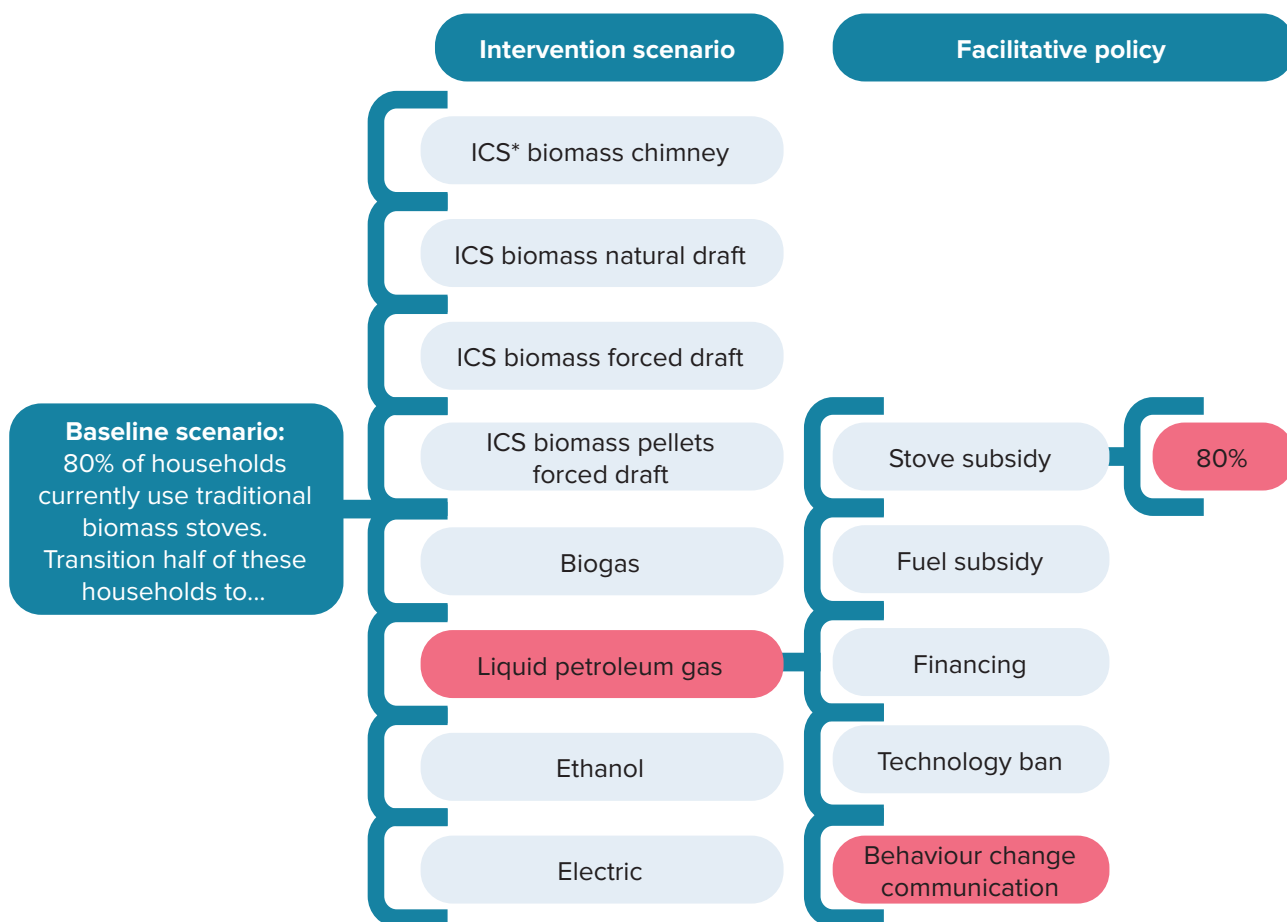 Intervention scenario
Facilitative policy
ICS* biomass chimney
ICS biomass natural draft
ICS biomass forced draft
Baseline scenario:
80% of households
currently use traditional
biomass stoves.
Transition half of these
households to...
ICS biomass pellets
forced draft
Biogas
Liquid petroleum gas
Ethanol
Electric
Stove subsidy
80%
Fuel subsidy
Financing
Technology ban
Behaviour change
communication